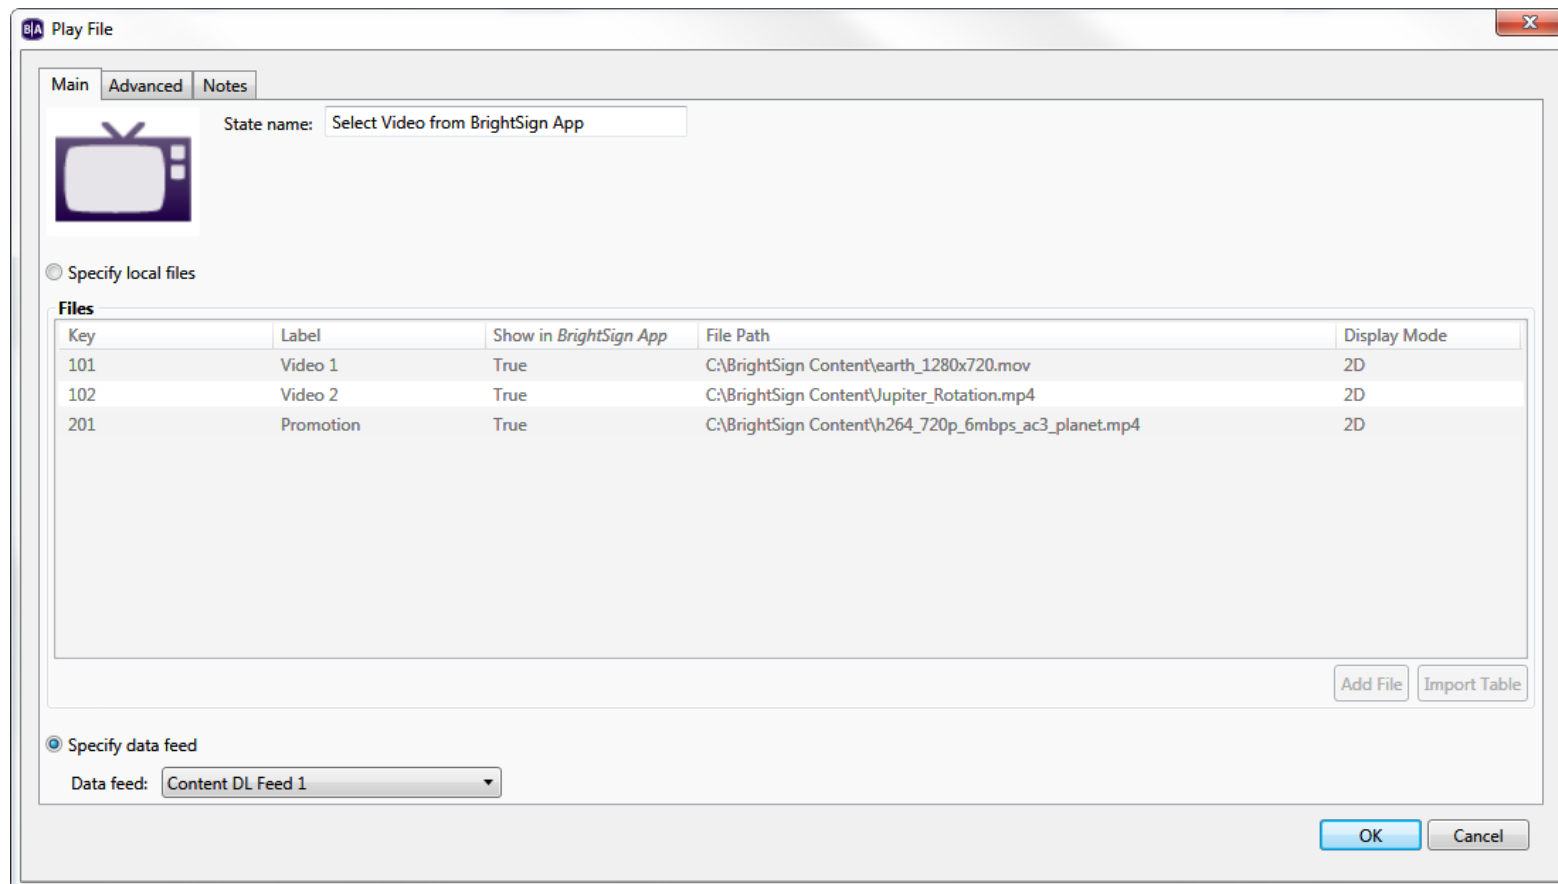 B|A Play File
Main Advanced Notes
State name: Select Video from BrightSign App
Specify local files
Files
Key Label Show in BrightSign App File Path Display Mode
101 Video 1 True C:\BrightSign Content\earth_1280x720.mov 2D
102 Video 2 True C:\BrightSign Content\Jupiter_Rotation.mp4 2D
201 Promotion True C:\BrightSign Content\h264_720p_6mbps_ac3_planet.mp4 2D
Add File Import Table
Specify data feed
Data feed: Content DL Feed 1
OK Cancel